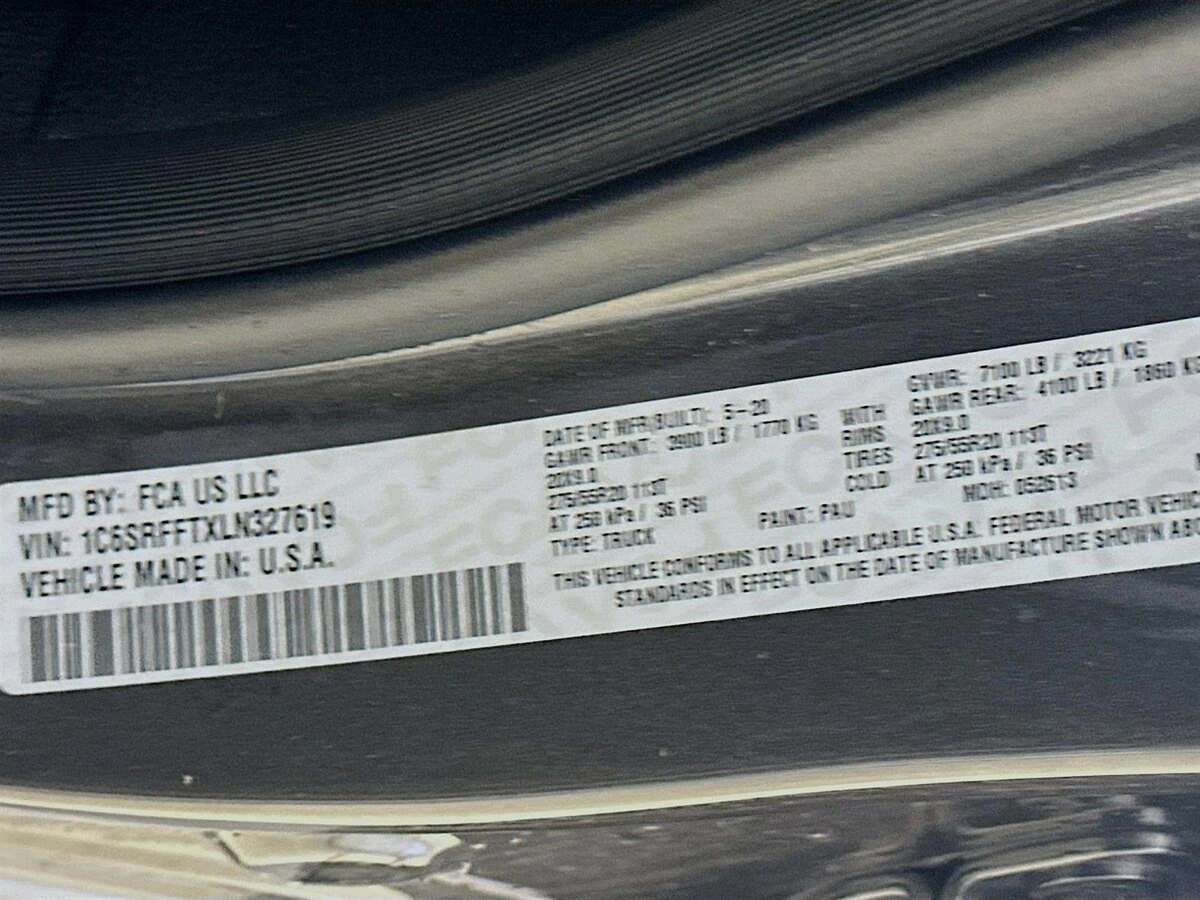 MFD BY: FCA US LLC
VIN: 1C6SRFFTXLN327619
VEHICLE MADE IN: U.S.A.
DATE OF MFR(BUILT): 5-20
GAWR FRONT: 3900 LB / 1770 KG
20X9.0
275/55R20 113T
AT 250 kPa / 36 PSI
TYPE: TRUCK
PAINT: PAU
WITH
RIMS
TIRES
COLD
GVWR: 7100 LB / 3221 KG
GAWR REAR: 4100 LB / 1860 KG
20X9.0
275/55R20 113T
AT 250 kPa / 36 PSI
MDH: 052613
THIS VEHICLE CONFORMS TO ALL APPLICABLE U.S.A. FEDERAL MOTOR VEHIC
STANDARDS IN EFFECT ON THE DATE OF MANUFACTURE SHOWN AB